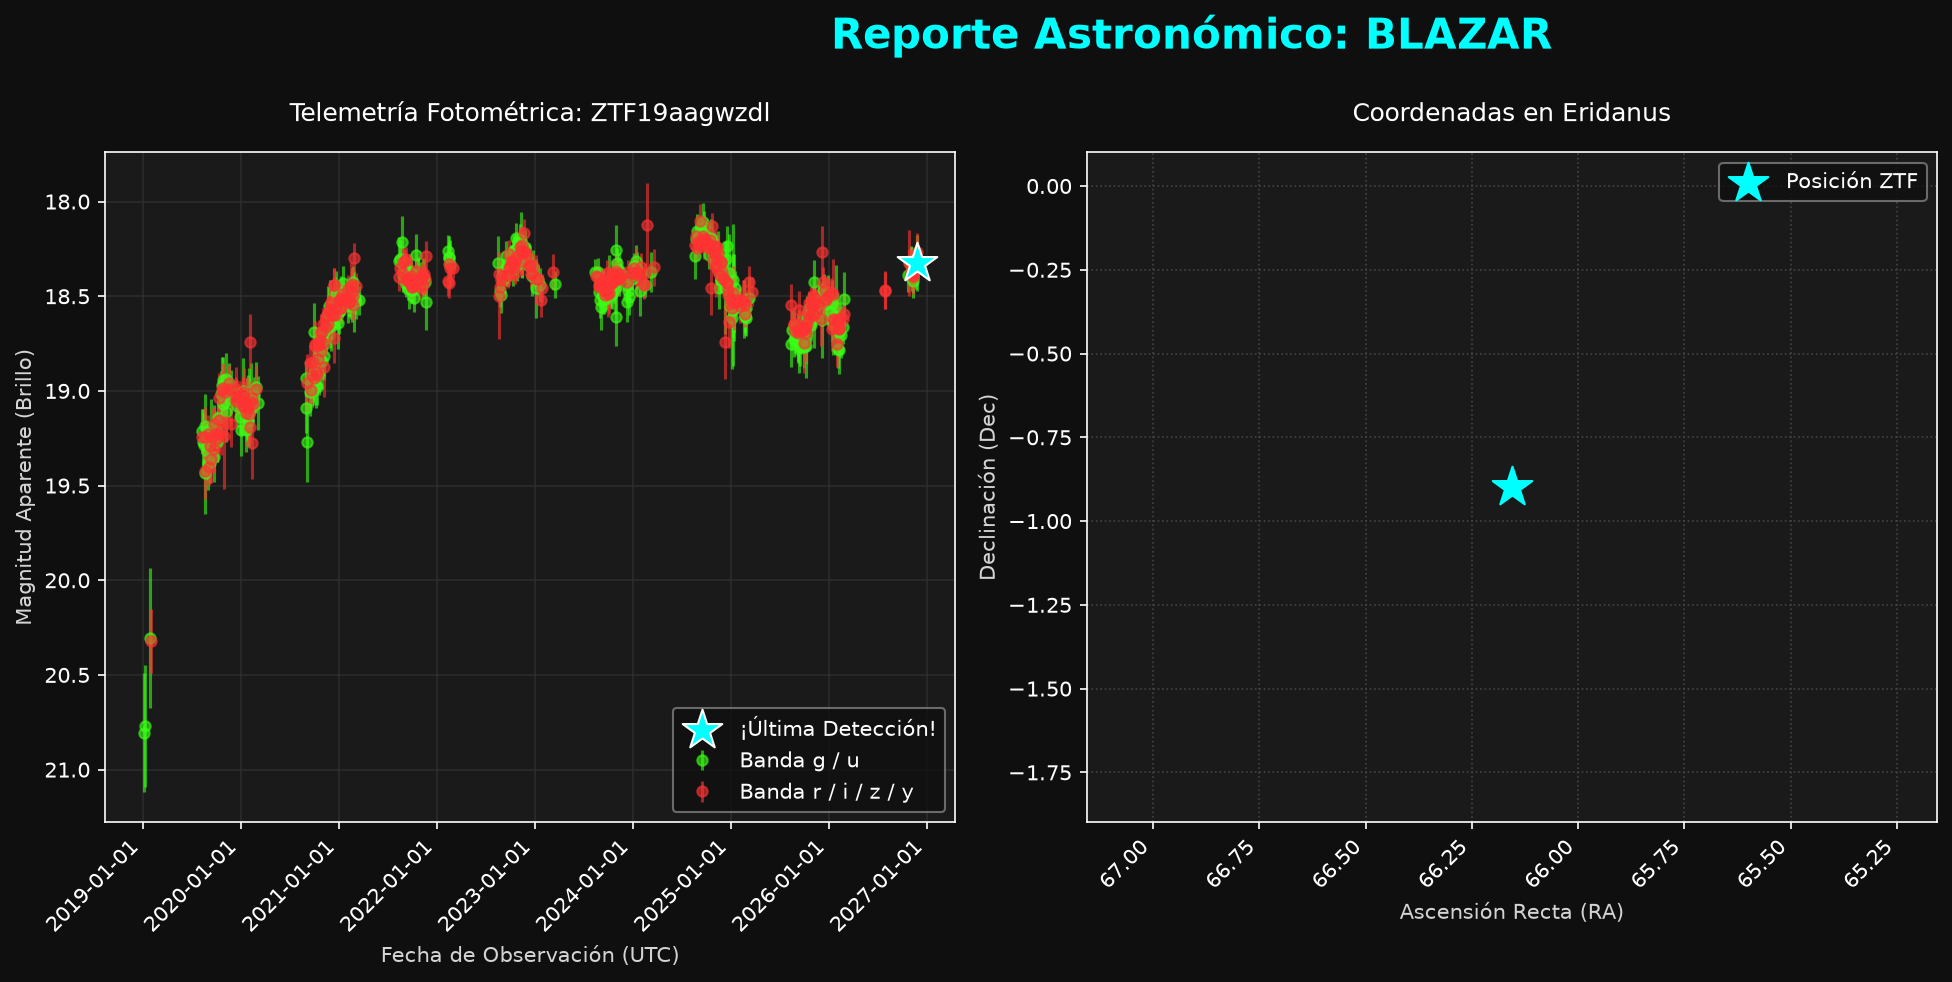 Reporte Astronómico: BLAZAR
Telemetría Fotométrica: ZTF19aagwzdl
Magnitud Aparente (Brillo)
18.0
18.5
19.0
19.5
20.0
20.5
21.0
¡Última Detección!
Banda g / u
Banda r / i / z / y
2019-01-01
2020-01-01
2021-01-01
2022-01-01
2023-01-01
2024-01-01
2025-01-01
2026-01-01
2027-01-01
Fecha de Observación (UTC)
Coordenadas en Eridanus
Posición ZTF
Declinación (Dec)
0.00
−0.25
−0.50
−0.75
−1.00
−1.25
−1.50
−1.75
67.00
66.75
66.50
66.25
66.00
65.75
65.50
65.25
Ascensión Recta (RA)